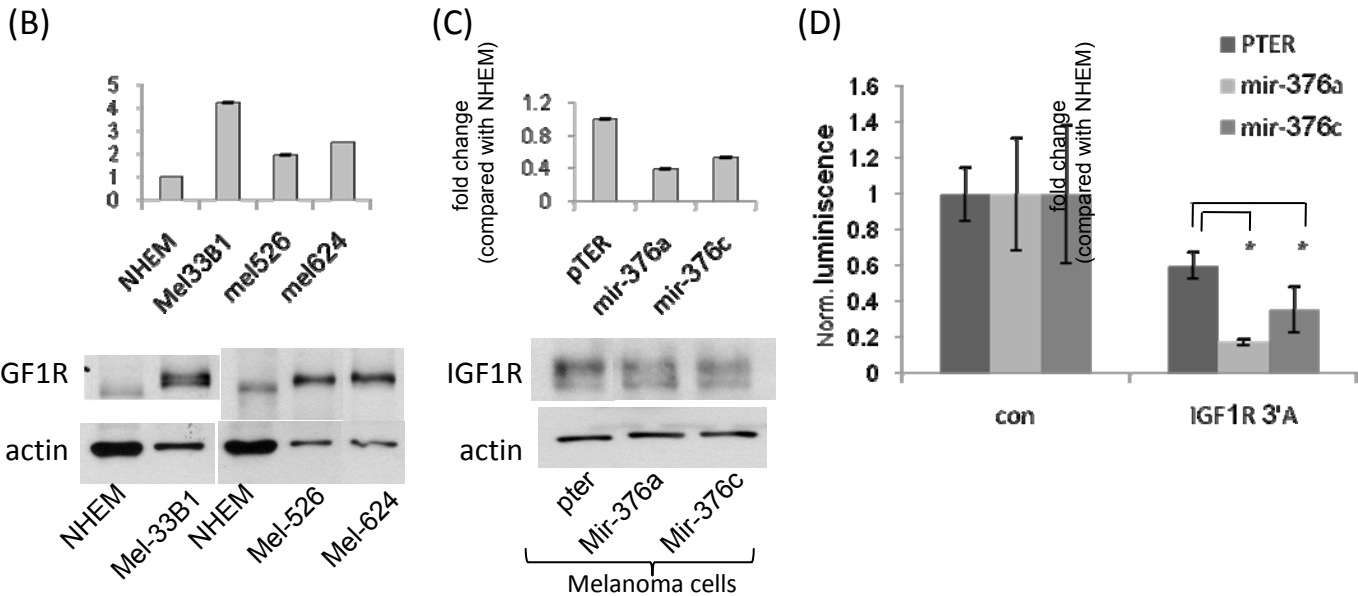 (B)
5
4
3
2
1
0
NHEM
Mel33B1
mel526
mel624
GF1R
actin
NHEM
Mel-33B1
NHEM
Mel-526
Mel-624
(C)
fold change
(compared with NHEM)
1.2
0.8
0.4
0
pTER
mir-376a
mir-376c
IGF1R
actin
pter
Mir-376a
Mir-376c
Melanoma cells
(D)
PTER
mir-376a
mir-376c
fold change
(compared with NHEM)
Norm. luminiscence
1.6
1.4
1.2
1
0.8
0.6
0.4
0.2
0
* *
con
IGF1R 3'A